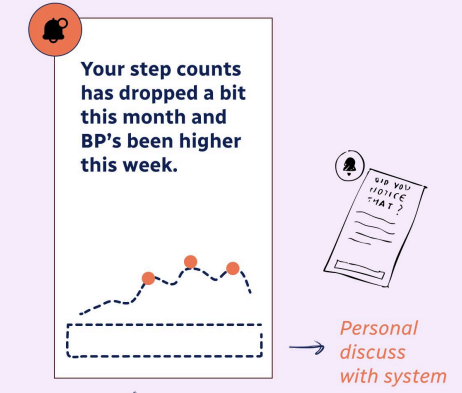 Your step counts
has dropped a bit
this month and
BP's been higher
this week.
DID YOU
NOTICE
THAT?
Personal
discuss
with system